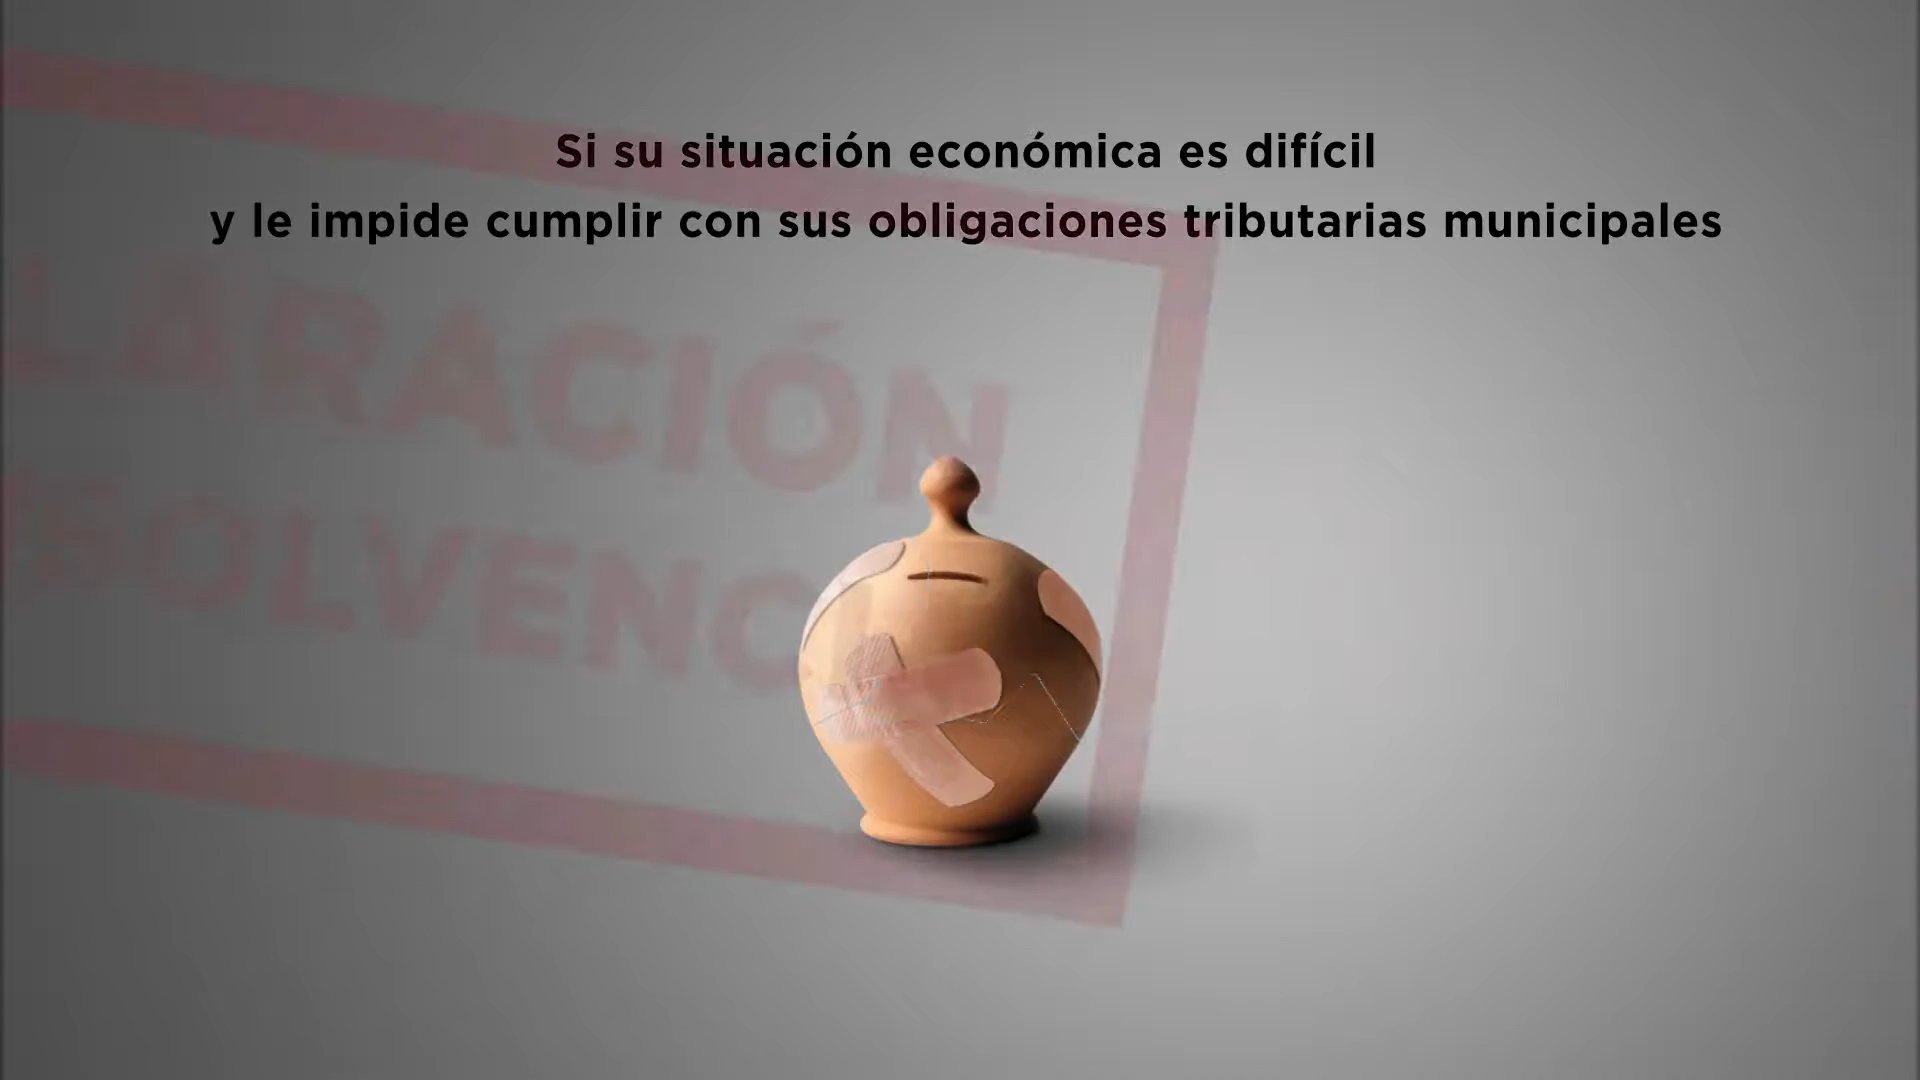 Si su situación económica es difícil
y le impide cumplir con sus obligaciones tributarias municipales
LARACIÓN
SOLVENC